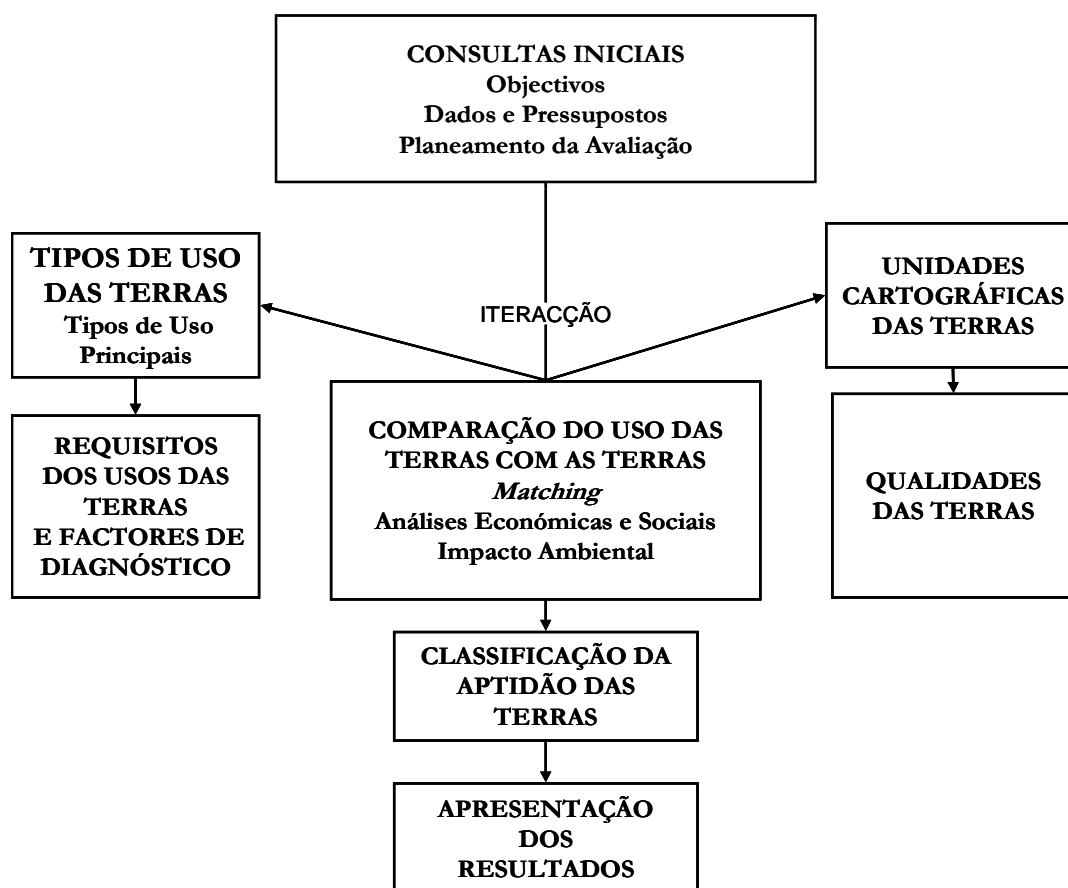 CONSULTAS INICIAIS
Objectivos
Dados e Pressupostos
Planeamento da Avaliação
TIPOS DE USO
DAS TERRAS
Tipos de Uso
Principais
ITERACÇÃO
UNIDADES
CARTOGRÁFICAS
DAS TERRAS
REQUISITOS
DOS USOS DAS
TERRAS
E FACTORES DE
DIAGNÓSTICO
COMPARAÇÃO DO USO DAS
TERRAS COM AS TERRAS
Matching
Análises Económicas e Sociais
Impacto Ambiental
QUALIDADES
DAS TERRAS
CLASSIFICAÇÃO DA
APTIDÃO DAS
TERRAS
APRESENTAÇÃO
DOS
RESULTADOS